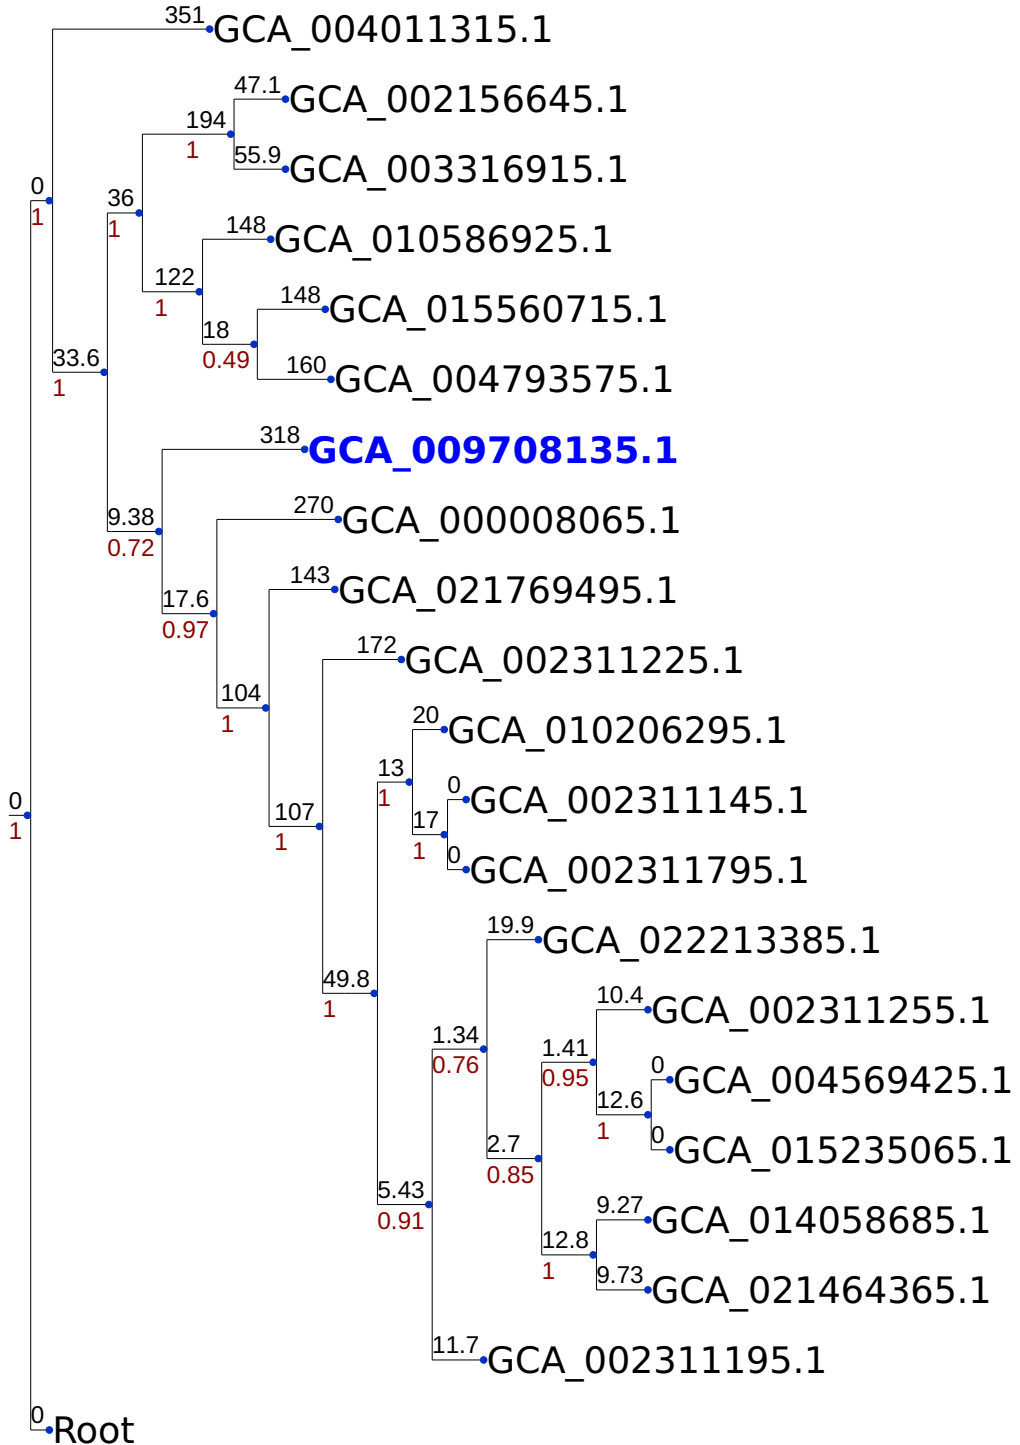 351 GCA_004011315.1
47.1 GCA_002156645.1
194
1
55.9 GCA_003316915.1
0
1
36
1
148 GCA_010586925.1
122
1
148 GCA_015560715.1
18
0.49
33.6
1
160 GCA_004793575.1
318 GCA_009708135.1
9.38
0.72
270 GCA_000008065.1
143 GCA_021769495.1
17.6
0.97
172 GCA_002311225.1
104
1
20 GCA_010206295.1
13
1
0 GCA_002311145.1
0
1
107
1
17
1
0 GCA_002311795.1
19.9 GCA_022213385.1
49.8
1
10.4 GCA_002311255.1
1.34
0.76
1.41
0.95
0 GCA_004569425.1
12.6
1
0 GCA_015235065.1
2.7
0.85
5.43
0.91
9.27 GCA_014058685.1
12.8
1
9.73 GCA_021464365.1
11.7 GCA_002311195.1
0 Root